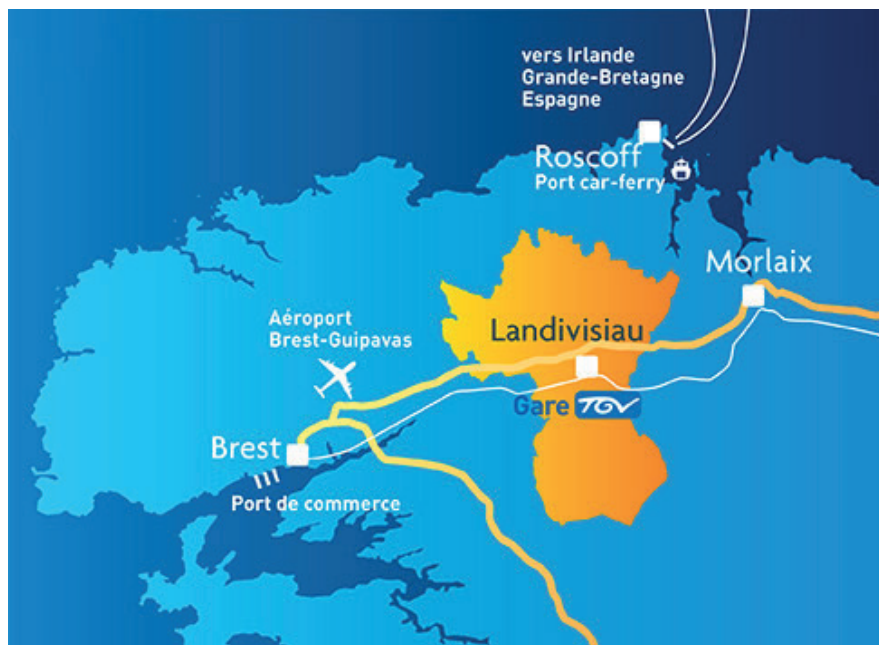 vers Irlande
Grande-Bretagne
Espagne
Roscoff
Port car-ferry
Morlaix
Aéroport
Brest-Guipavas
Landivisiau
Gare TGV
Brest
Port de commerce